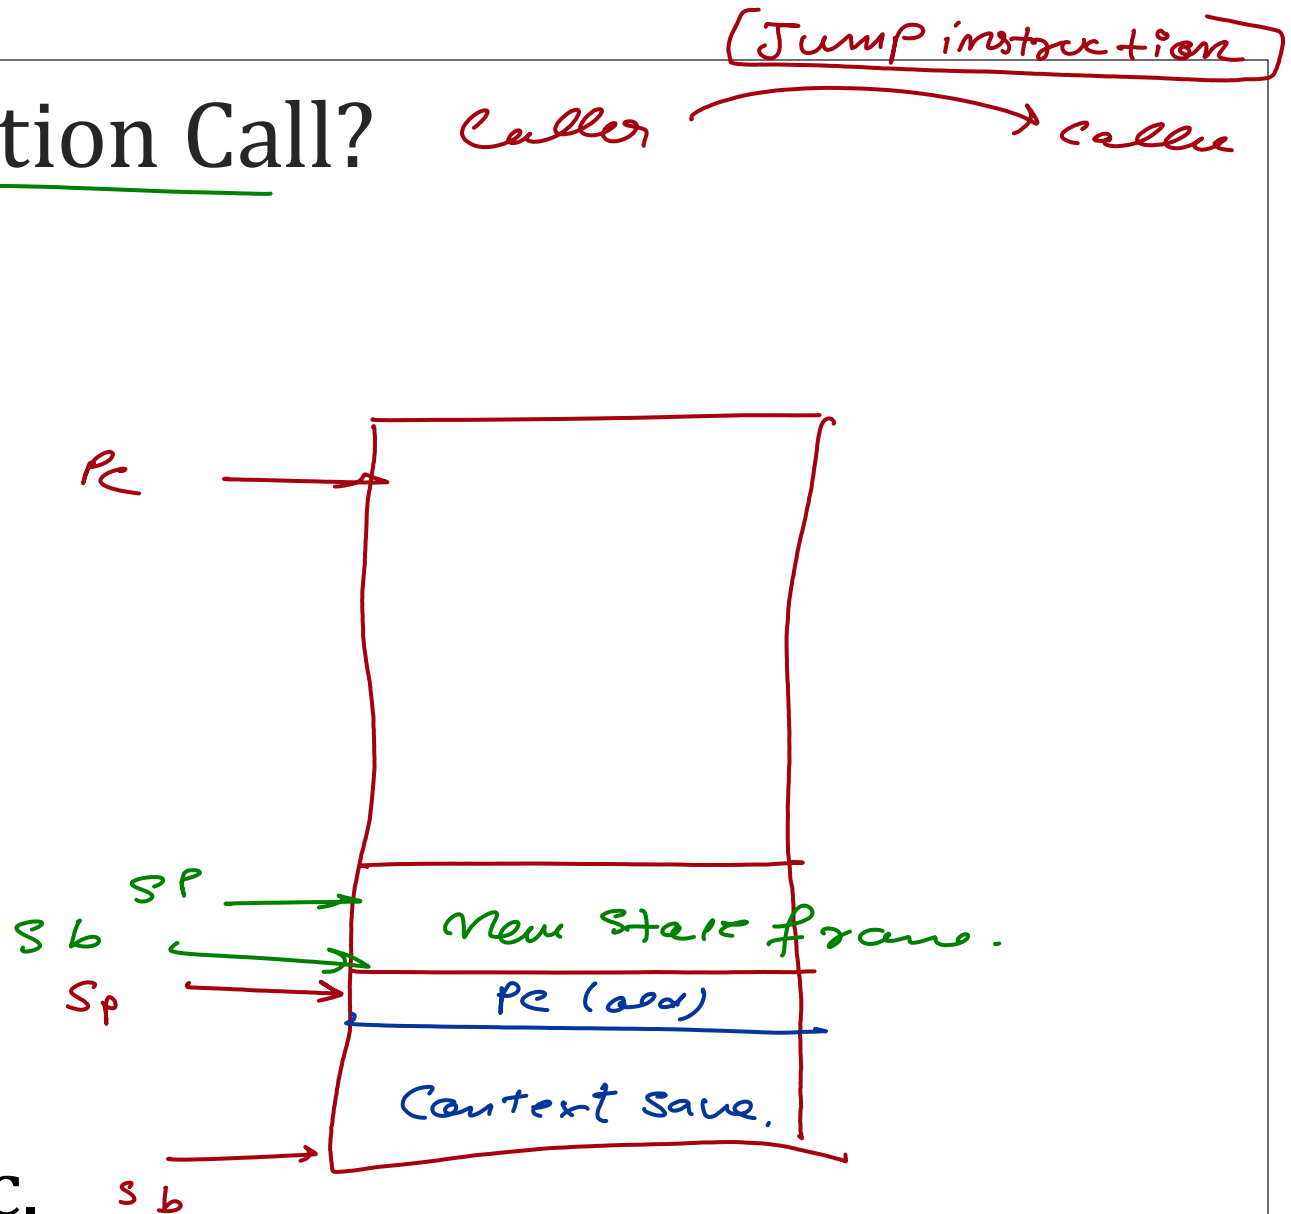 [Jump instruction]
tion Call?
Caller
Callee
PC
SP
Sb
New stack frame.
Sp
PC (old)
Context save.
Sb
c.